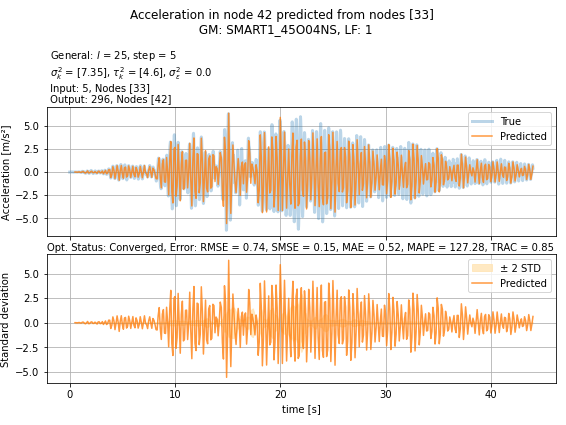 Acceleration in node 42 predicted from nodes [33]
GM: SMART1_45O04NS, LF: 1
General: l = 25, step = 5
σ²ₖ = [7.35], τ²ₖ = [4.6], σ²ε = 0.0
Input: 5, Nodes [33]
Output: 296, Nodes [42]
Acceleration [m/s²]
5.0
2.5
0.0
−2.5
−5.0
True
Predicted
Opt. Status: Converged, Error: RMSE = 0.74, SMSE = 0.15, MAE = 0.52, MAPE = 127.28, TRAC = 0.85
Standard deviation
5.0
2.5
0.0
−2.5
−5.0
± 2 STD
Predicted
0 10 20 30 40
time [s]